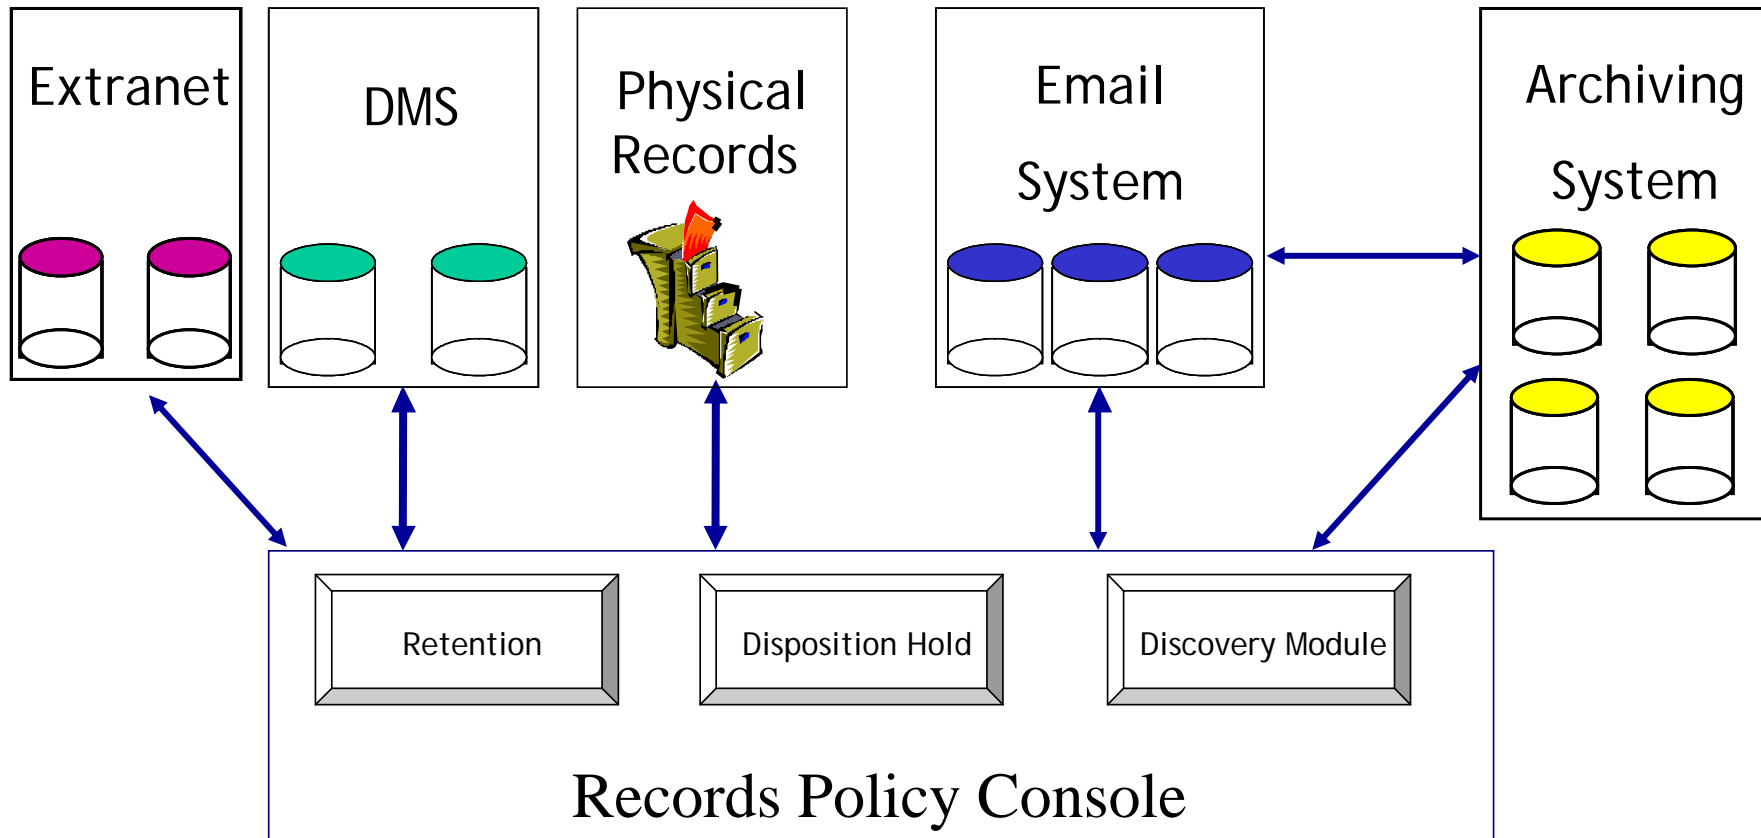 Extranet
DMS
Physical
Records
Email
System
Archiving
System
Retention
Disposition Hold
Discovery Module
Records Policy Console